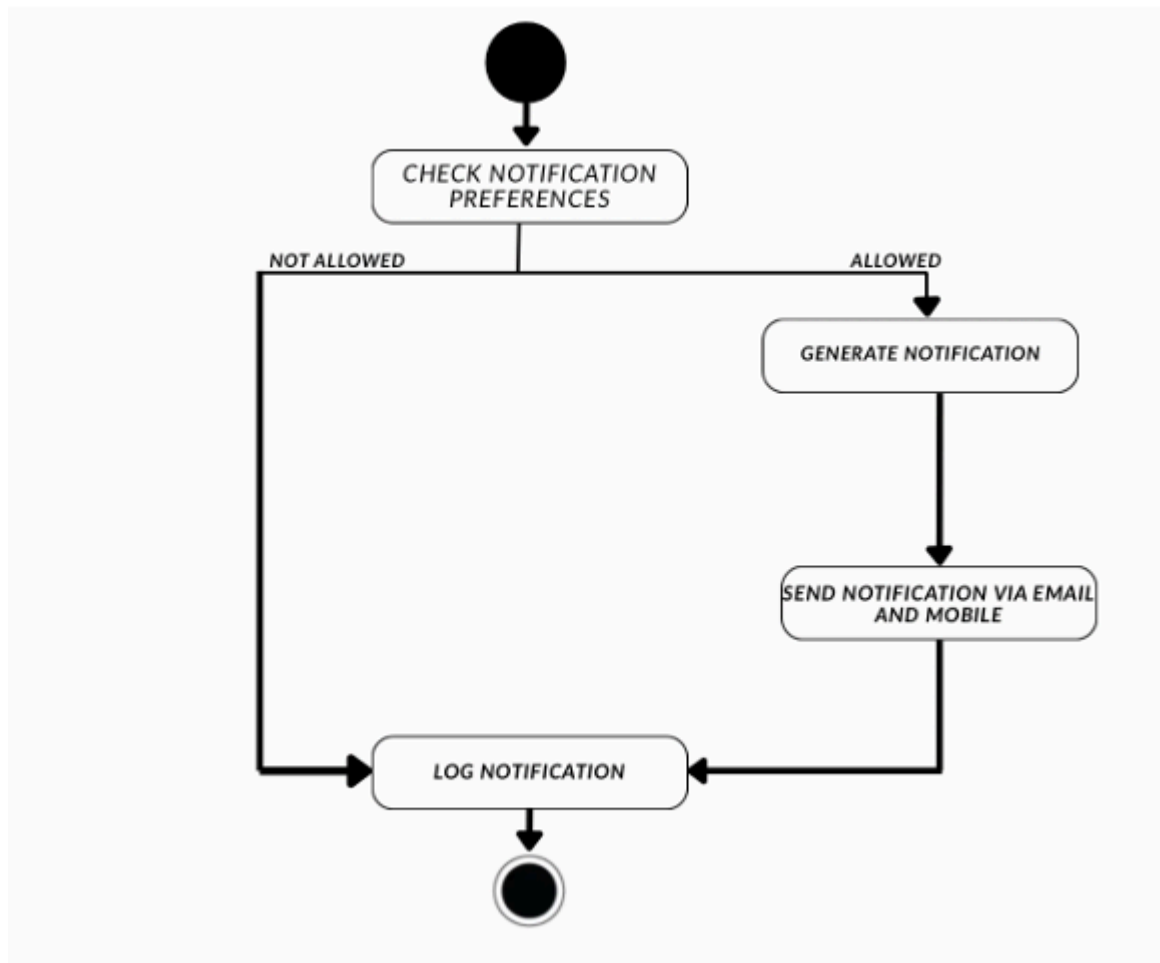 CHECK NOTIFICATION
PREFERENCES
NOT ALLOWED
ALLOWED
GENERATE NOTIFICATION
SEND NOTIFICATION VIA EMAIL
AND MOBILE
LOG NOTIFICATION